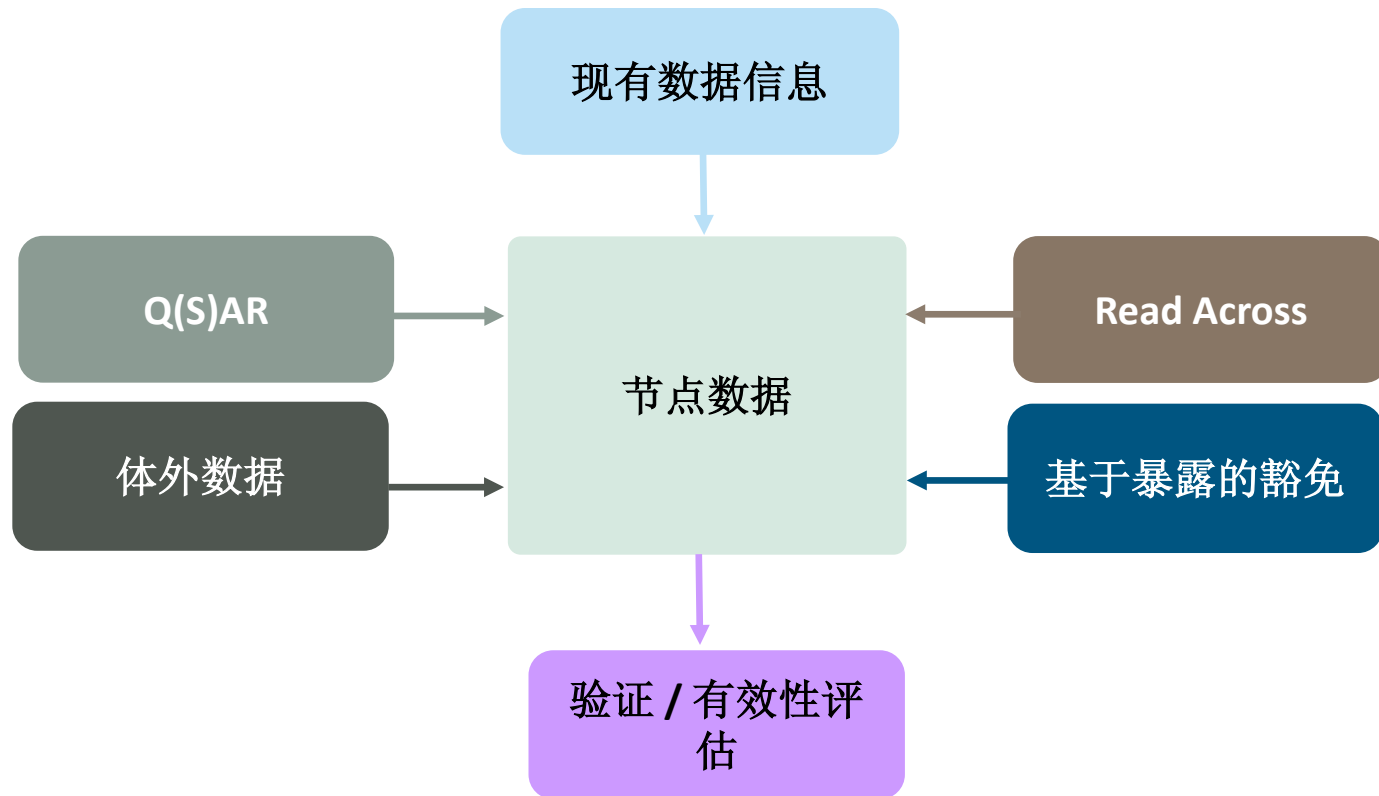 现有数据信息
Q(S)AR
Read Across
节点数据
体外数据
基于暴露的豁免
验证 / 有效性评
估